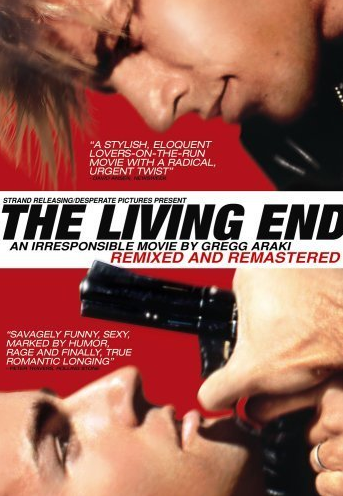 "A STYLISH, ELOQUENT
LOVERS-ON-THE-RUN
MOVIE WITH A RADICAL,
URGENT TWIST"
-DAVID ANSEN, NEWSWEEK
STRAND RELEASING/DESPERATE PICTURES PRESENT
THE LIVING END
AN IRRESPONSIBLE MOVIE BY GREGG ARAKI
REMIXED AND REMASTERED
"SAVAGELY FUNNY, SEXY,
MARKED BY HUMOR,
RAGE AND FINALLY, TRUE
ROMANTIC LONGING"
-PETER TRAVERS, ROLLING STONE